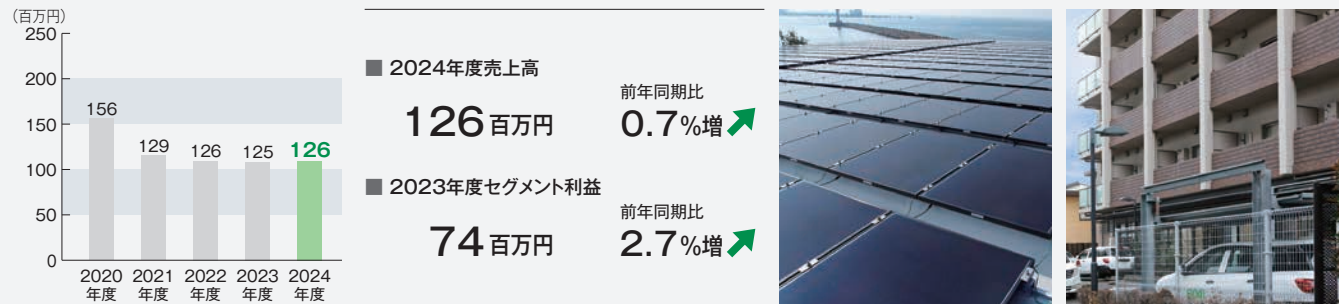 （百万円）
250
200
150
100
50
0
156
129
126
125
126
2020
年度
2021
年度
2022
年度
2023
年度
2024
年度
■ 2024年度売上高
126百万円
前年同期比
0.7%増
■ 2023年度セグメント利益
74百万円
前年同期比
2.7%増